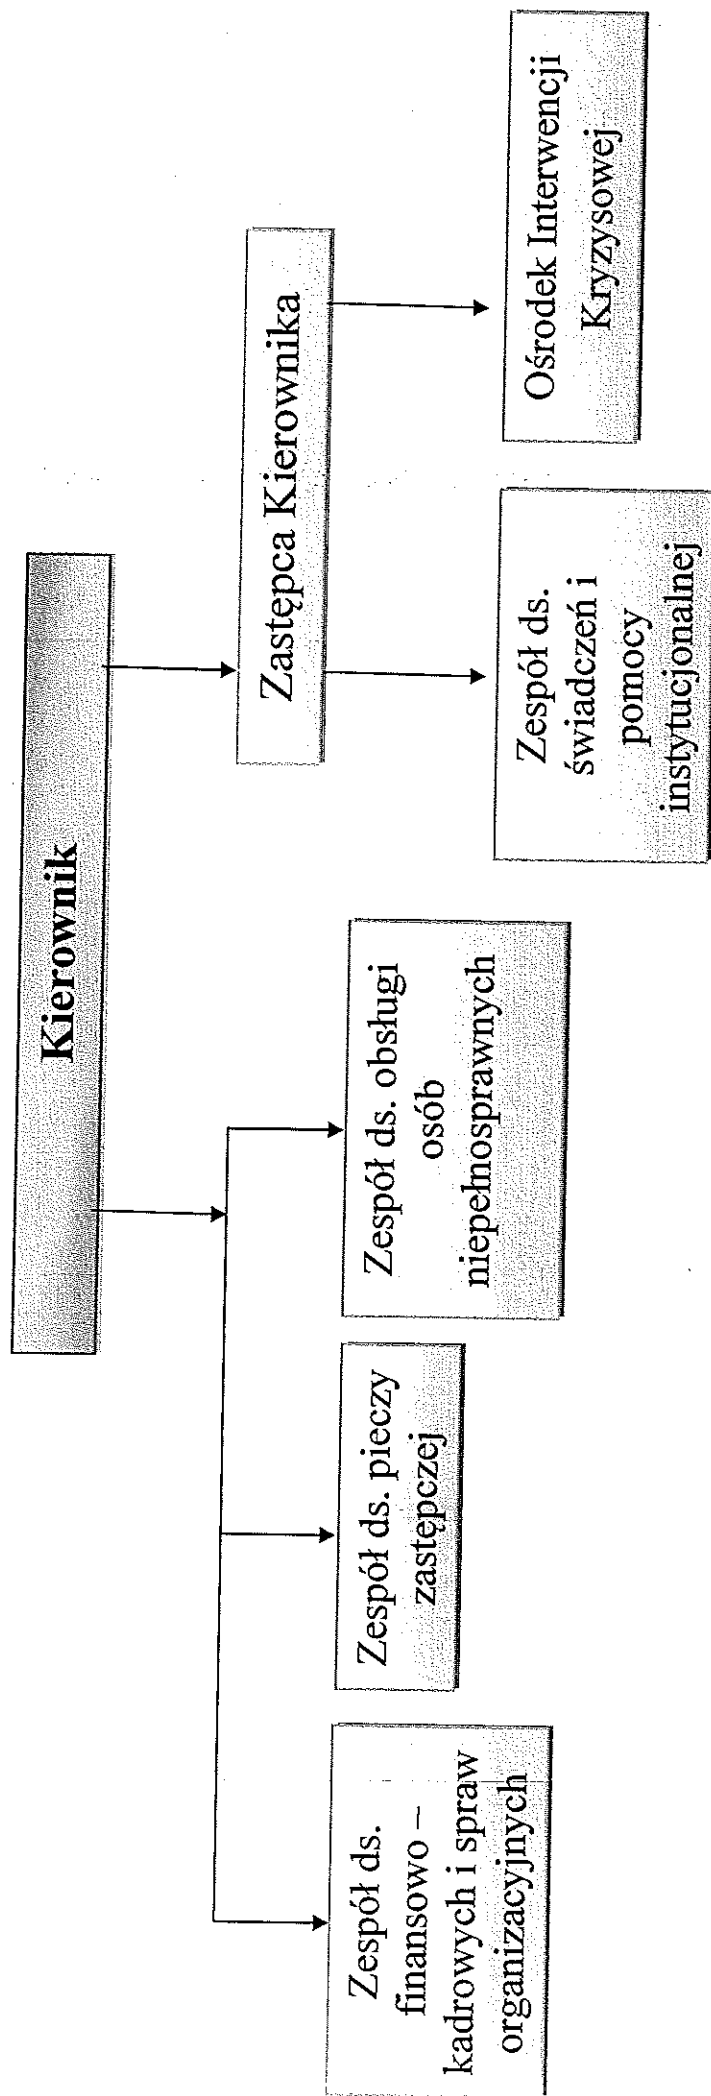 Kierownik
Zastępca Kierownika
Zespół ds.
finansowo –
kadrowych i spraw
organizacyjnych
Zespół ds. pieczy
zastępczej
Zespół ds. obsługi
osób
niepełnosprawnych
Zespół ds.
świadczeń i
pomocy
instytucjonalnej
Ośrodek Interwencji
Kryzysowej